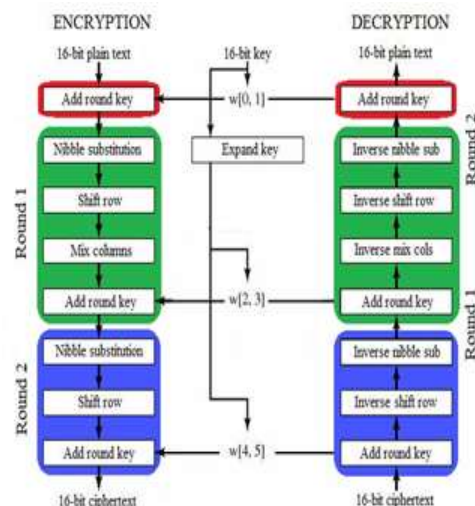 ENCRYPTION
DECRYPTION
16-bit plain text
16-bit key
16-bit plain text
Add round key
w[0, 1]
Add round key
Nibble substitution
Expand key
Inverse nibble sub
Round 2
Shift row
Inverse shift row
Round 1
Mix columns
Inverse mix cols
Add round key
w[2, 3]
Add round key
Round 1
Nibble substitution
Inverse nibble sub
Round 2
Shift row
Inverse shift row
Add round key
w[4, 5]
Add round key
16-bit ciphertext
16-bit ciphertext